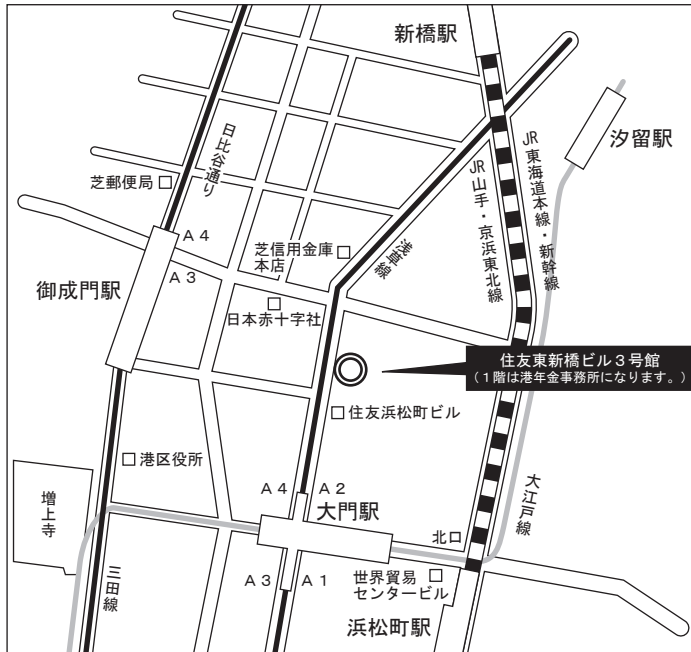 新橋駅
汐留駅
日比谷通り
芝郵便局
JR東海道本線・新幹線
JR山手・京浜東北線
A4
芝信用金庫
本店
浅草線
A3
御成門駅
日本赤十字社
住友東新橋ビル3号館
(1階は港年金事務所になります。)
住友浜松町ビル
港区役所
A4
A2
大江戸線
増上寺
大門駅
北口
三田線
A3
A1
世界貿易
センタービル
浜松町駅